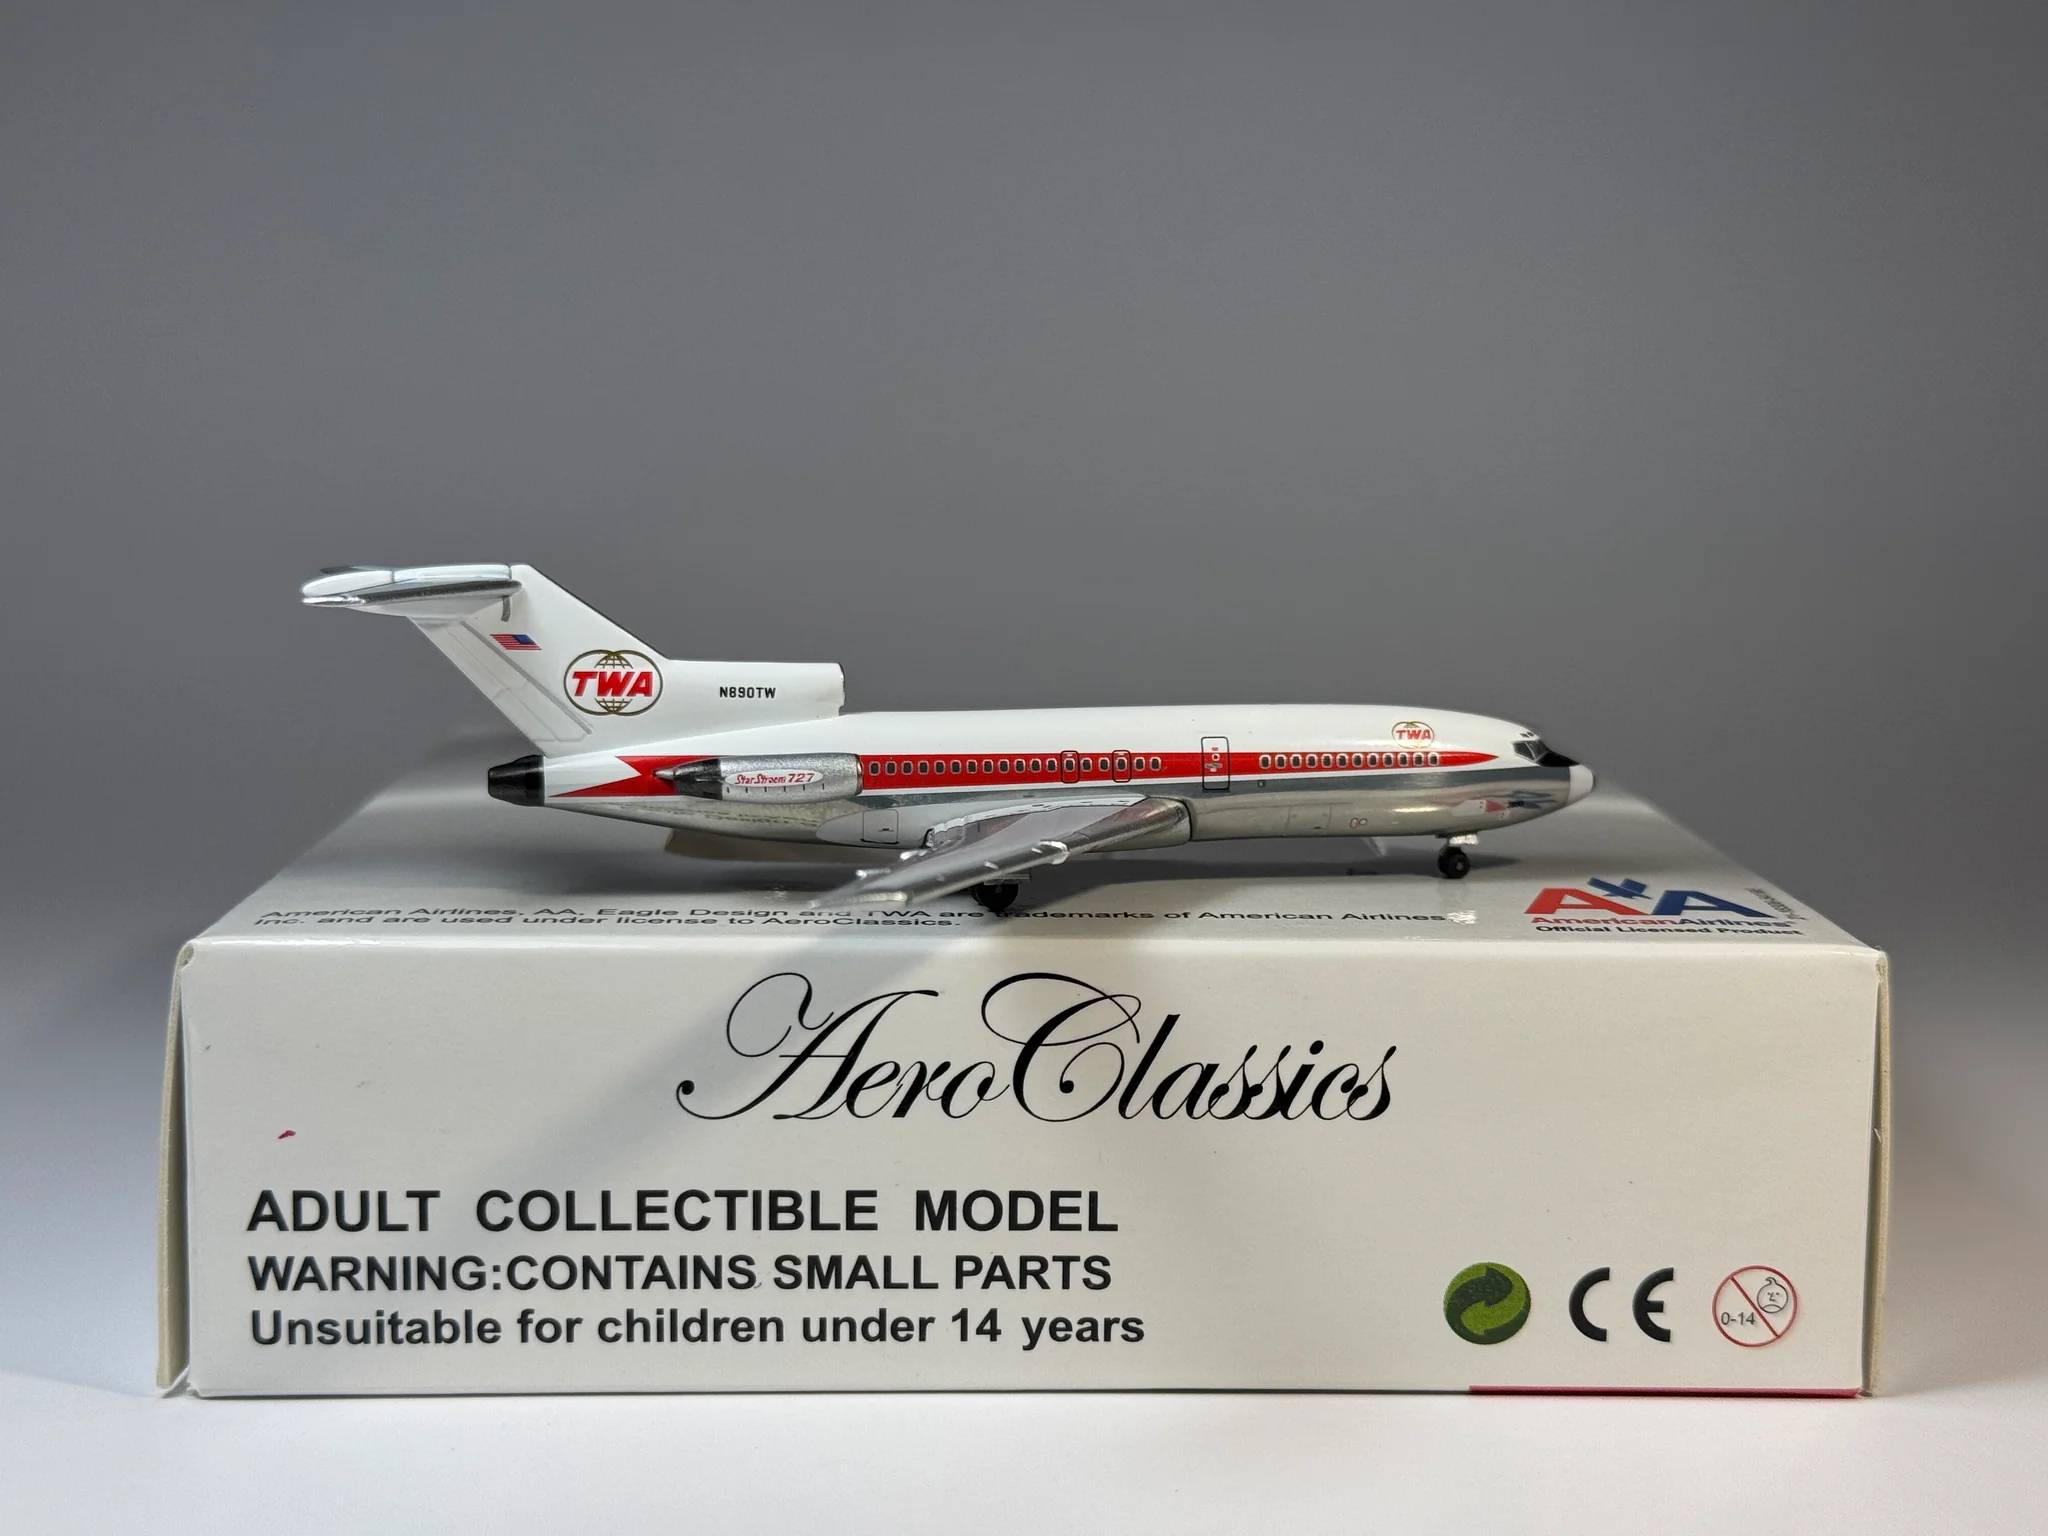 TWA
N890TW
TWA
StarStream 727
American Airlines, AA, Eagle Design and TWA are trademarks of American Airlines,
Inc. and are used under license to AeroClassics.
AA
AmericanAirlines®
Official Licensed Product
AeroClassics
ADULT COLLECTIBLE MODEL
WARNING:CONTAINS SMALL PARTS
Unsuitable for children under 14 years
CE
0-14